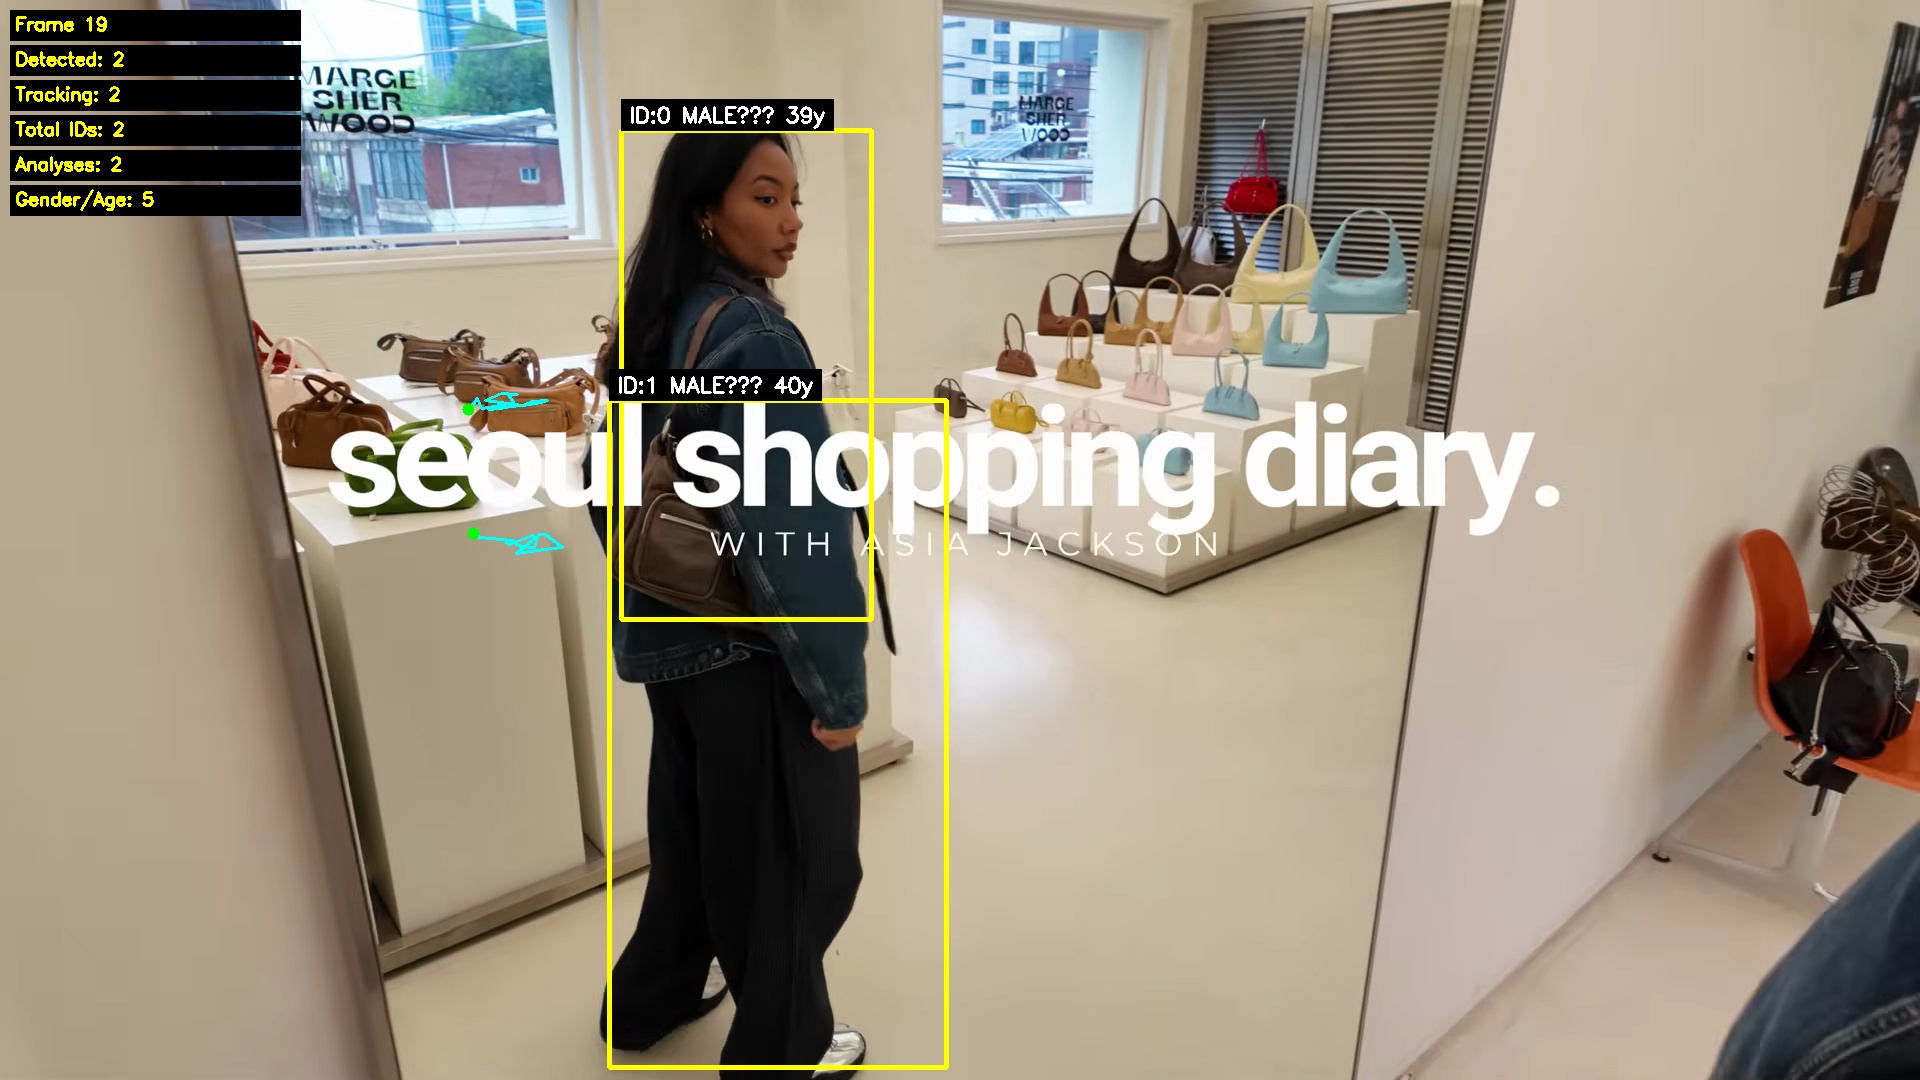 Frame 19
Detected: 2
Tracking: 2
Total IDs: 2
Analyses: 2
Gender/Age: 5
MARGE
SHER
WOOD
MARGE
SHER
WOOD
ID:0 MALE??? 39y
ID:1 MALE??? 40y
seoul shopping diary.
WITH ASIA JACKSON